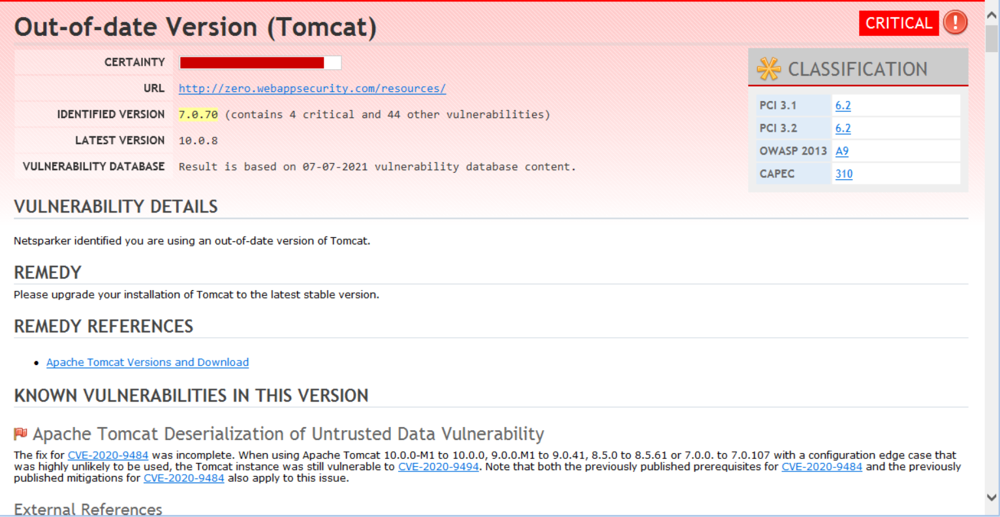 Out-of-date Version (Tomcat)
CRITICAL
CERTAINTY
URL http://zero.webappsecurity.com/resources/
IDENTIFIED VERSION 7.0.70 (contains 4 critical and 44 other vulnerabilities)
LATEST VERSION 10.0.8
VULNERABILITY DATABASE Result is based on 07-07-2021 vulnerability database content.
CLASSIFICATION
PCI 3.1 6.2
PCI 3.2 6.2
OWASP 2013 A9
CAPEC 310
VULNERABILITY DETAILS
Netsparker identified you are using an out-of-date version of Tomcat.
REMEDY
Please upgrade your installation of Tomcat to the latest stable version.
REMEDY REFERENCES
• Apache Tomcat Versions and Download
KNOWN VULNERABILITIES IN THIS VERSION
Apache Tomcat Deserialization of Untrusted Data Vulnerability
The fix for CVE-2020-9484 was incomplete. When using Apache Tomcat 10.0.0-M1 to 10.0.0, 9.0.0.M1 to 9.0.41, 8.5.0 to 8.5.61 or 7.0.0. to 7.0.107 with a configuration edge case that
was highly unlikely to be used, the Tomcat instance was still vulnerable to CVE-2020-9494. Note that both the previously published prerequisites for CVE-2020-9484 and the previously
published mitigations for CVE-2020-9484 also apply to this issue.
External References